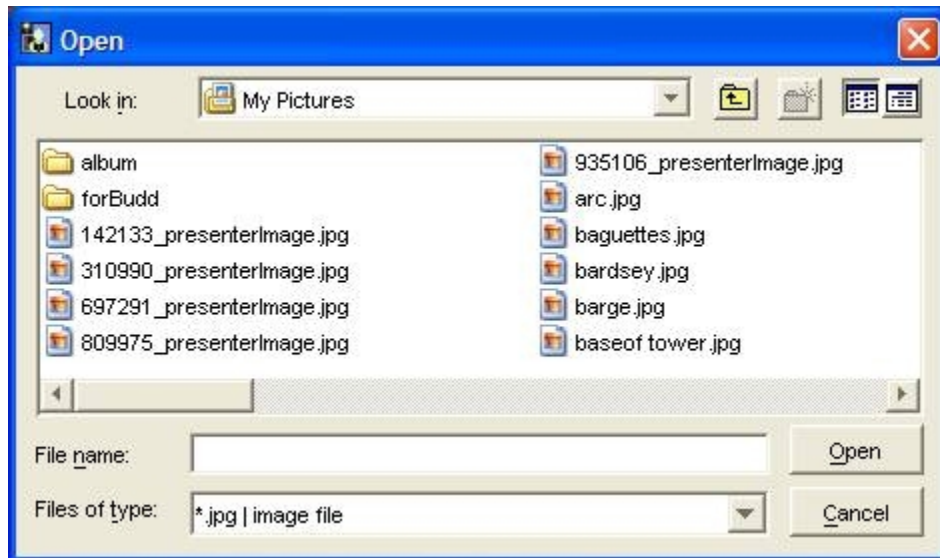 Open
Look in: My Pictures
album
forBudd
142133_presenterImage.jpg
310990_presenterImage.jpg
697291_presenterImage.jpg
809975_presenterImage.jpg
935106_presenterImage.jpg
arc.jpg
baguettes.jpg
bardsey.jpg
barge.jpg
baseof tower.jpg
File name: Open
Files of type: *.jpg | image file Cancel